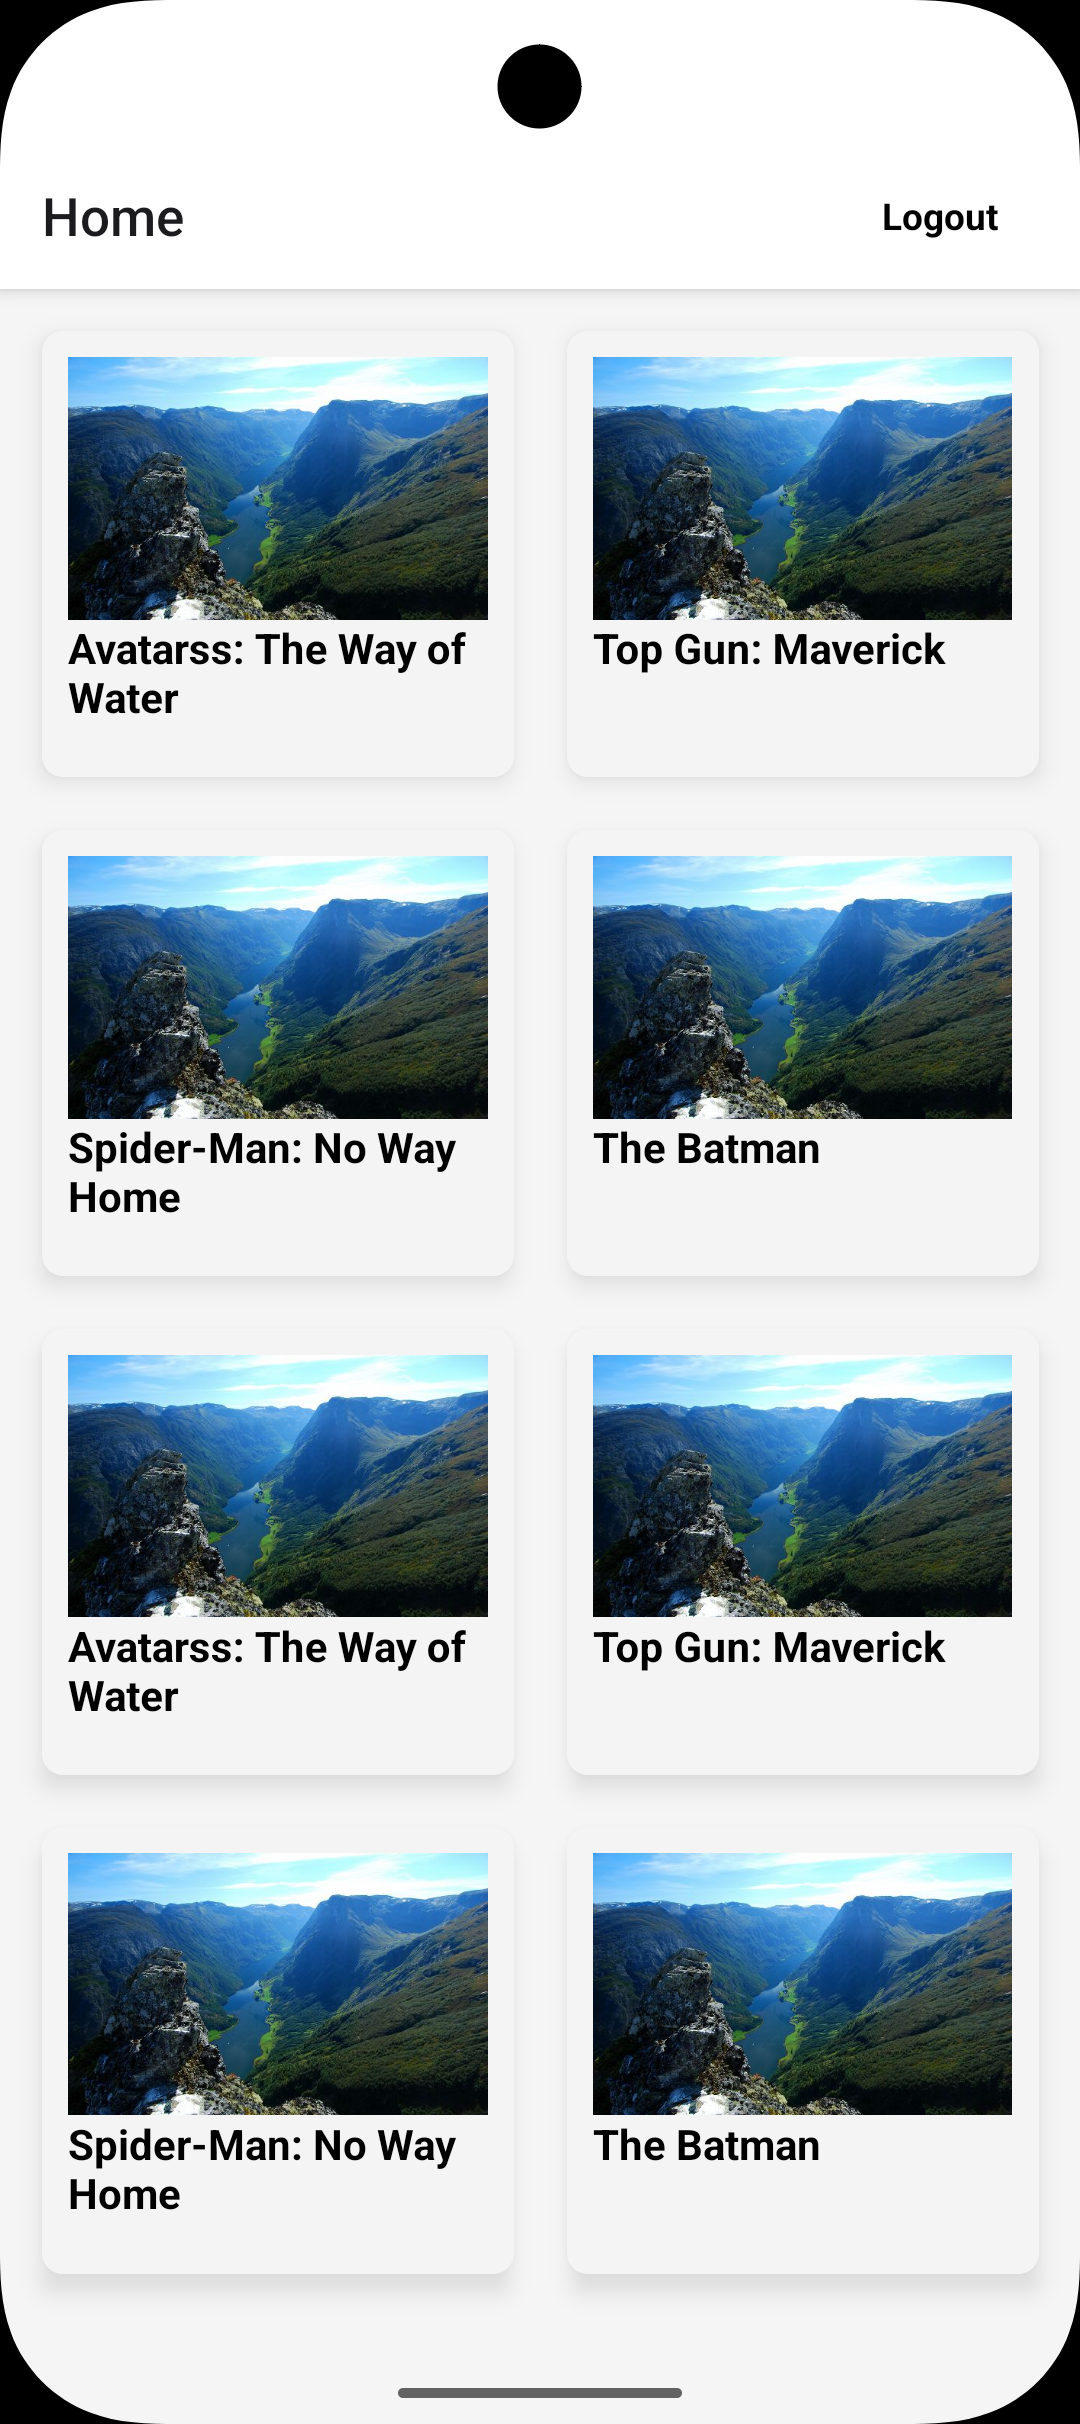 Home
Logout
Avatarss: The Way of
Water
Top Gun: Maverick
Spider-Man: No Way
Home
The Batman
Avatarss: The Way of
Water
Top Gun: Maverick
Spider-Man: No Way
Home
The Batman